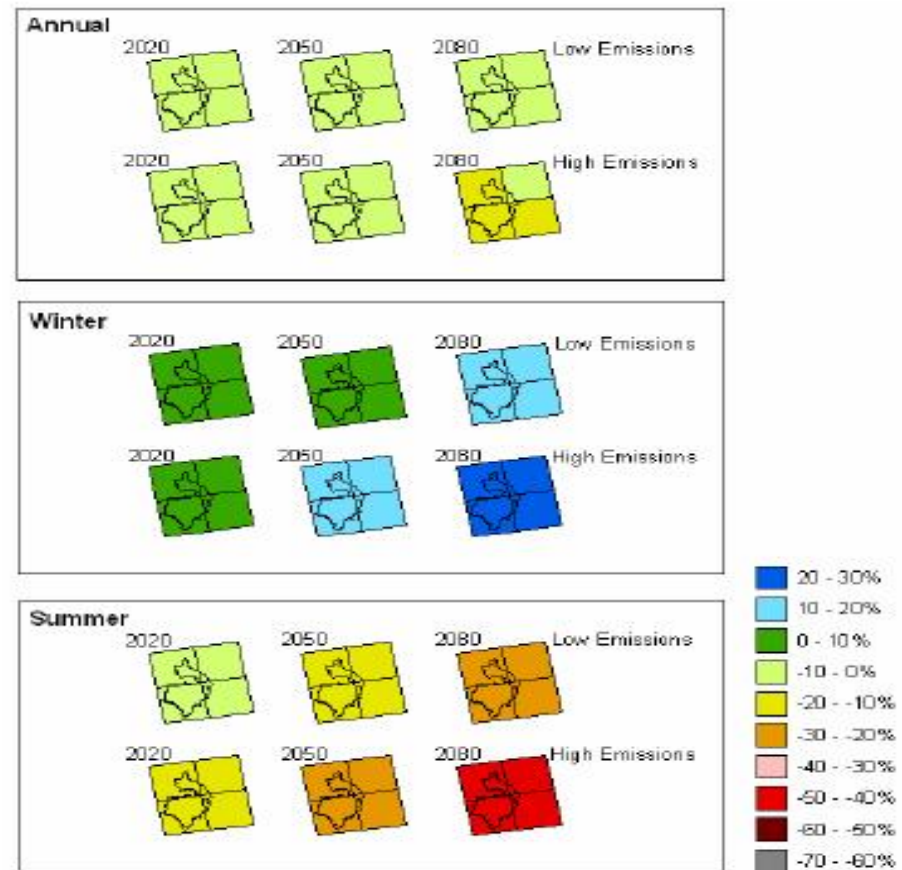 Annual
2020 2050 2080 Low Emissions
2020 2050 2080 High Emissions
Winter
2020 2050 2080 Low Emissions
2020 2050 2080 High Emissions
Summer
2020 2050 2080 Low Emissions
2020 2050 2080 High Emissions
20 - 30%
10 - 20%
0 - 10%
-10 - 0%
-20 - -10%
-30 - -20%
-40 - -30%
-50 - -40%
-60 - -50%
-70 - -60%